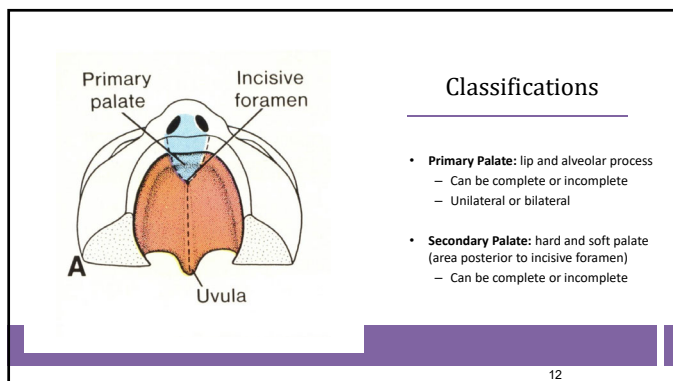 Primary
palate
Incisive
foramen
A
Uvula
Classifications
• Primary Palate: lip and alveolar process
– Can be complete or incomplete
– Unilateral or bilateral
• Secondary Palate: hard and soft palate
(area posterior to incisive foramen)
– Can be complete or incomplete
12